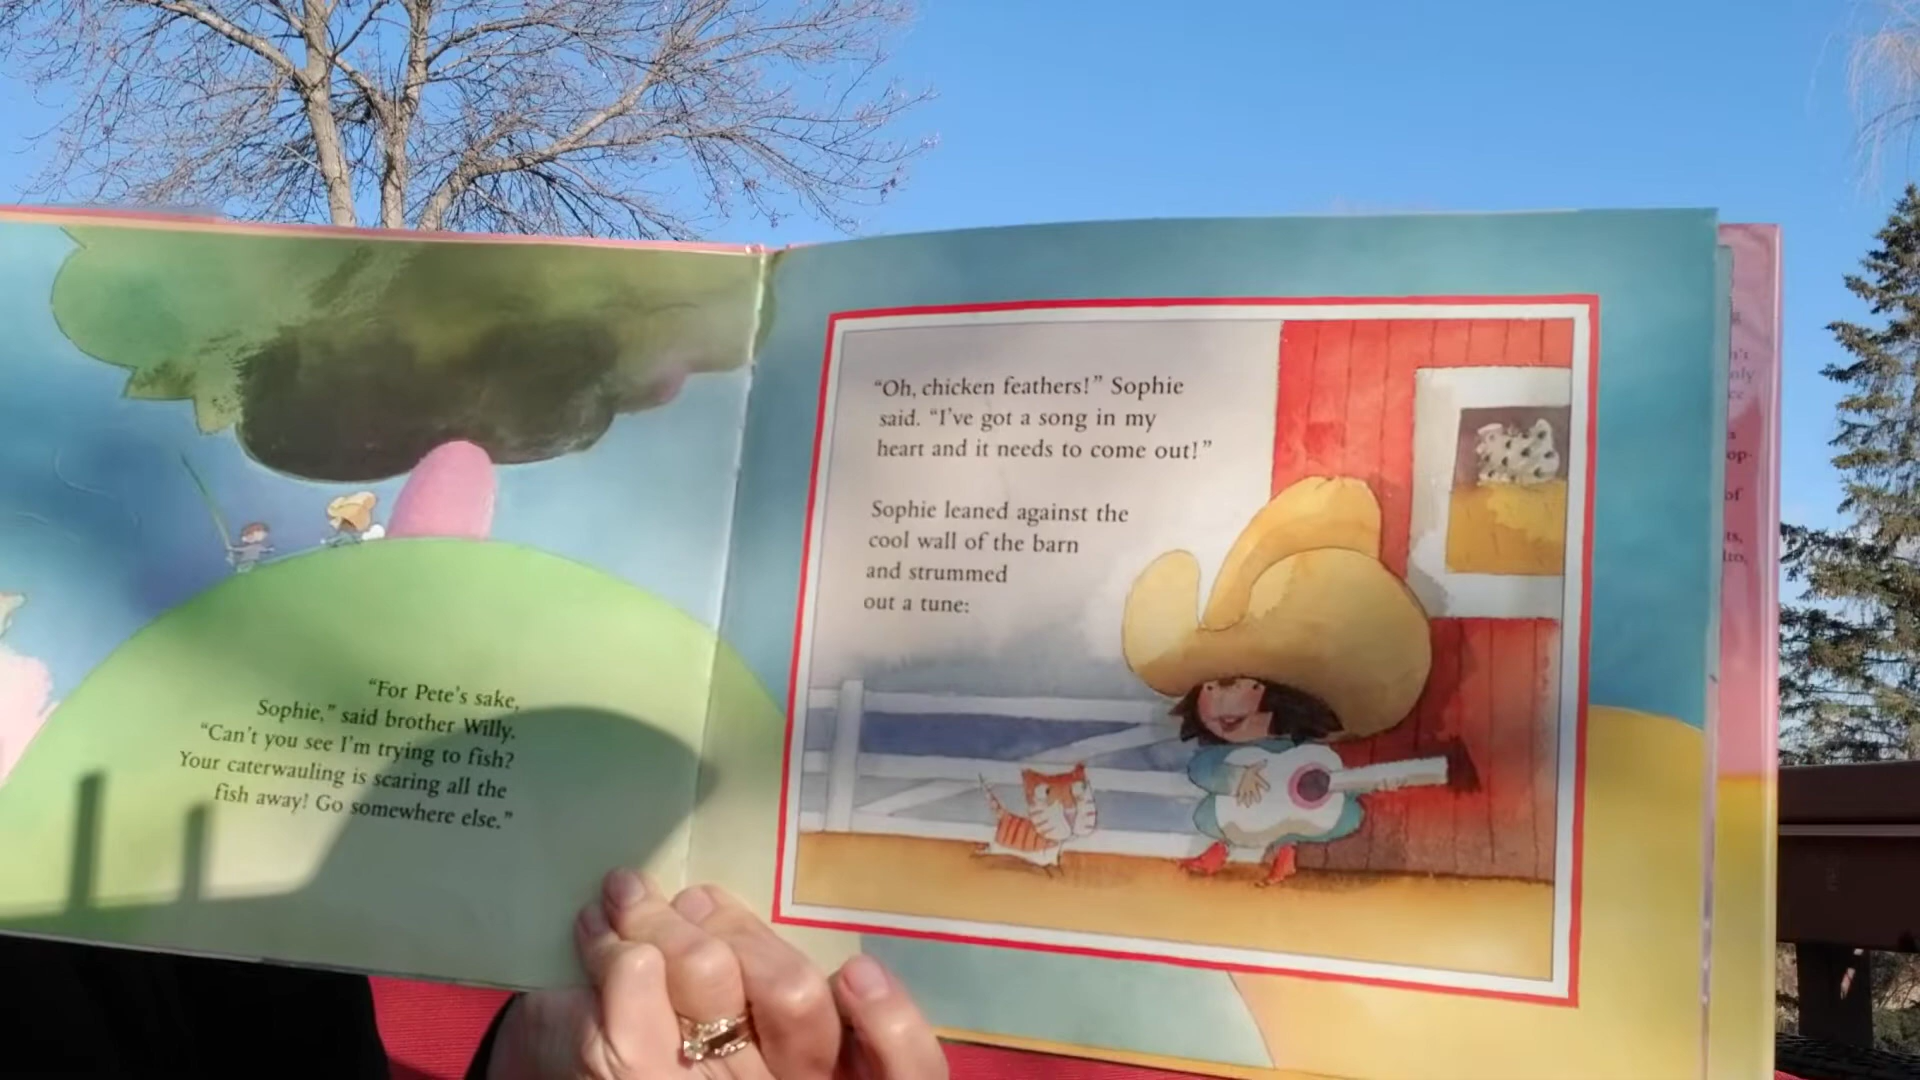 “For Pete’s sake,
Sophie,” said brother Willy.
“Can’t you see I’m trying to fish?
Your caterwauling is scaring all the
fish away! Go somewhere else.”
“Oh, chicken feathers!” Sophie
said. “I’ve got a song in my
heart and it needs to come out!”
Sophie leaned against the
cool wall of the barn
and strummed
out a tune: